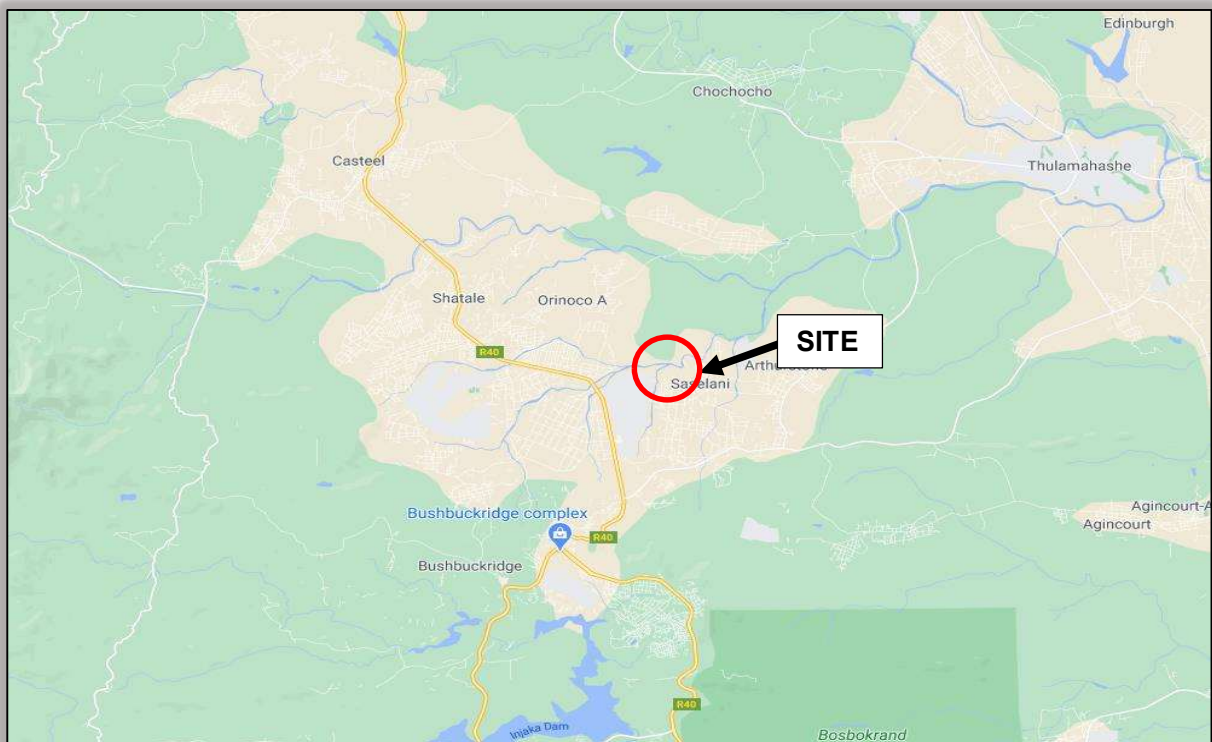 Edinburgh
Chochocho
Casteel
Thulamahashe
Shatale
Orinoco A
SITE
R40
Saselani
Bushbuckridge complex
Agincourt-A
Agincourt
R40
Bushbuckridge
R40
Injaka Dam
Bosbokrand